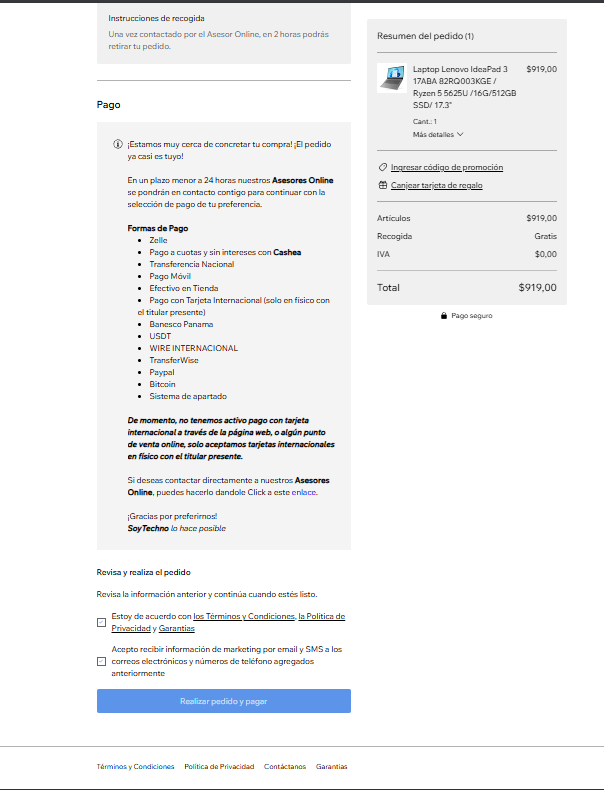 Instrucciones de recogida
Una vez contactado por el Asesor Online, en 2 horas podrás
retirar tu pedido.
Pago
¡Estamos muy cerca de concretar tu compra! ¡El pedido
ya casi es tuyo!
En un plazo menor a 24 horas nuestros Asesores Online
se pondrán en contacto contigo para continuar con la
selección de pago de tu preferencia.
Formas de Pago
• Zelle
• Pago a cuotas y sin intereses con Cashea
• Transferencia Nacional
• Pago Móvil
• Efectivo en Tienda
• Pago con Tarjeta Internacional (solo en físico con
el titular presente)
• Banesco Panama
• USDT
• WIRE INTERNACIONAL
• TransferWise
• Paypal
• Bitcoin
• Sistema de apartado
De momento, no tenemos activo pago con tarjeta
internacional a través de la página web, o algún punto
de venta online, solo aceptamos tarjetas internacionales
en físico con el titular presente.
Si deseas contactar directamente a nuestros Asesores
Online, puedes hacerlo dandole Click a este enlace.
¡Gracias por preferirnos!
SoyTechno lo hace posible
Revisa y realiza el pedido
Revisa la información anterior y continúa cuando estés listo.
Estoy de acuerdo con los Términos y Condiciones, la Política de
Privacidad y Garantías
Acepto recibir información de marketing por email y SMS a los
correos electrónicos y números de teléfono agregados
anteriormente
Realizar pedido y pagar
Resumen del pedido (1)
Laptop Lenovo IdeaPad 3 $919,00
17ABA 82RQ003KGE /
Ryzen 5 5625U /16G/512GB
SSD/ 17.3"
Cant.: 1
Más detalles
Ingresar código de promoción
Canjear tarjeta de regalo
Artículos $919,00
Recogida Gratis
IVA $0,00
Total $919,00
Pago seguro
Términos y Condiciones Política de Privacidad Contáctanos Garantías